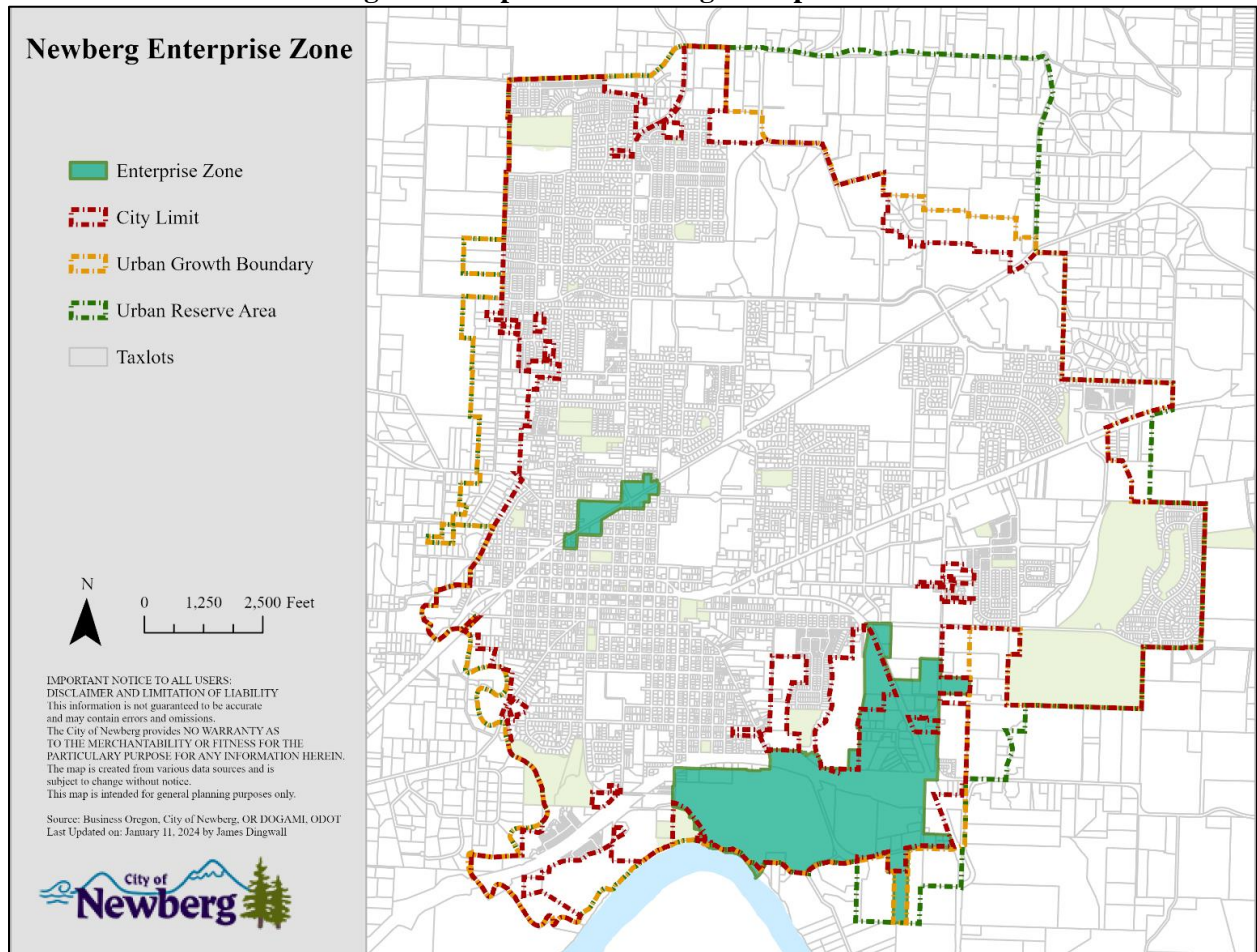 Newberg Enterprise Zone
Enterprise Zone
City Limit
Urban Growth Boundary
Urban Reserve Area
Taxlots
N
0 1,250 2,500 Feet
IMPORTANT NOTICE TO ALL USERS:
DISCLAIMER AND LIMITATION OF LIABILITY
This information is not guaranteed to be accurate
and may contain errors and omissions.
The City of Newberg provides NO WARRANTY AS
TO THE MERCHANTABILITY OR FITNESS FOR THE
PARTICULARY PURPOSE FOR ANY INFORMATION HEREIN.
The map is created from various data sources and is
subject to change without notice.
This map is intended for general planning purposes only.
Source: Business Oregon, City of Newberg, OR DOGAMI, ODOT
Last Updated on: January 11, 2024 by James Dingwall
City of
Newberg